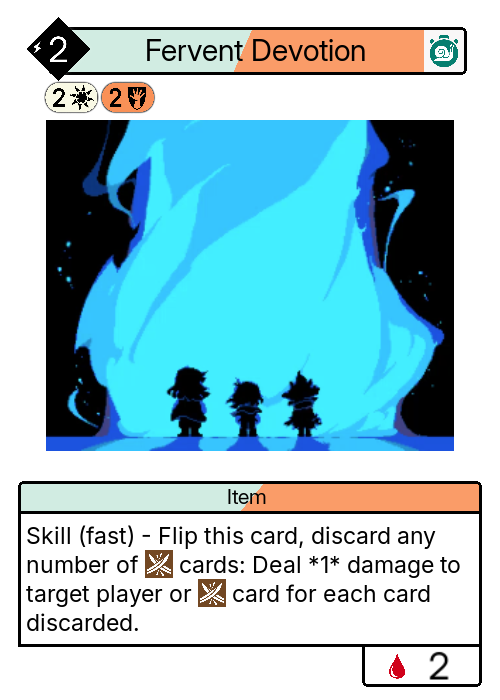 2 Fervent Devotion
2 2
Item
Skill (fast) - Flip this card, discard any
number of cards: Deal *1* damage to
target player or card for each card
discarded.
2